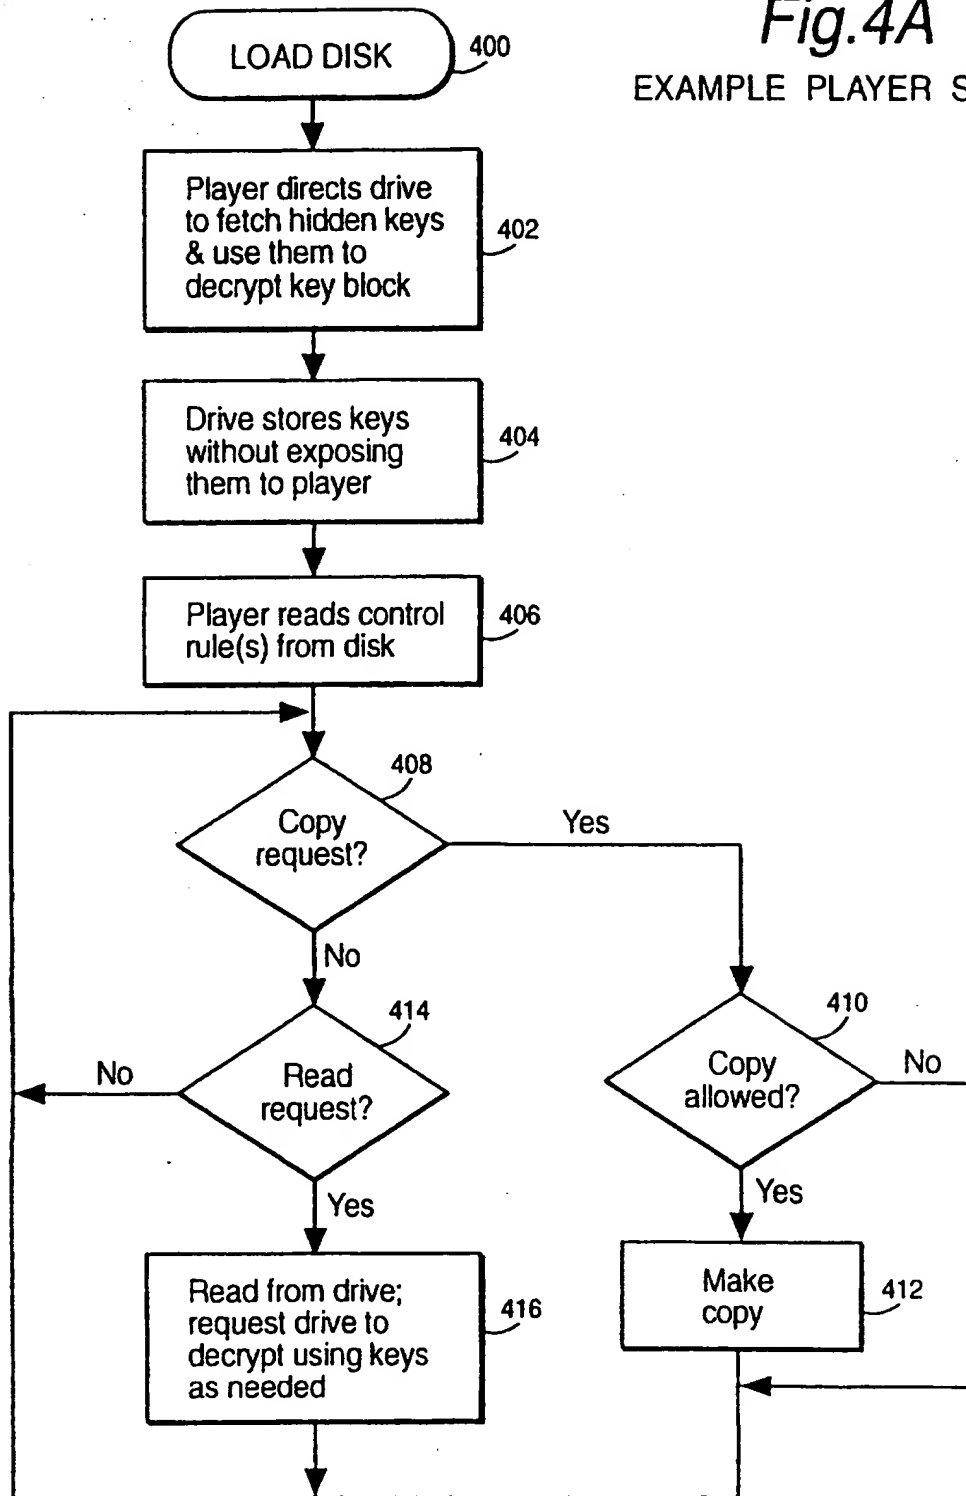 Fig.4A
EXAMPLE PLAYER S
LOAD DISK
400
Player directs drive
to fetch hidden keys
& use them to
decrypt key block
402
Drive stores keys
without exposing
them to player
404
Player reads control
rule(s) from disk
406
408
Copy
request?
Yes
No
414
Read
request?
No
Yes
410
Copy
allowed?
No
Yes
Read from drive;
request drive to
decrypt using keys
as needed
416
Make
copy
412